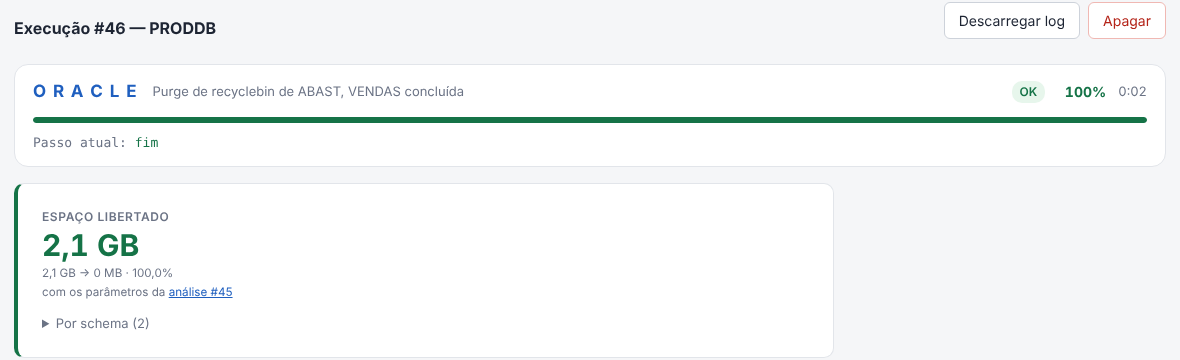 Execução #46 — PRODDB
Descarregar log
Apagar
ORACLE Purge de recyclebin de ABAST, VENDAS concluída OK 100% 0:02
Passo atual: fim
ESPAÇO LIBERTADO
2,1 GB
2,1 GB → 0 MB · 100,0%
com os parâmetros da análise #45
▶ Por schema (2)